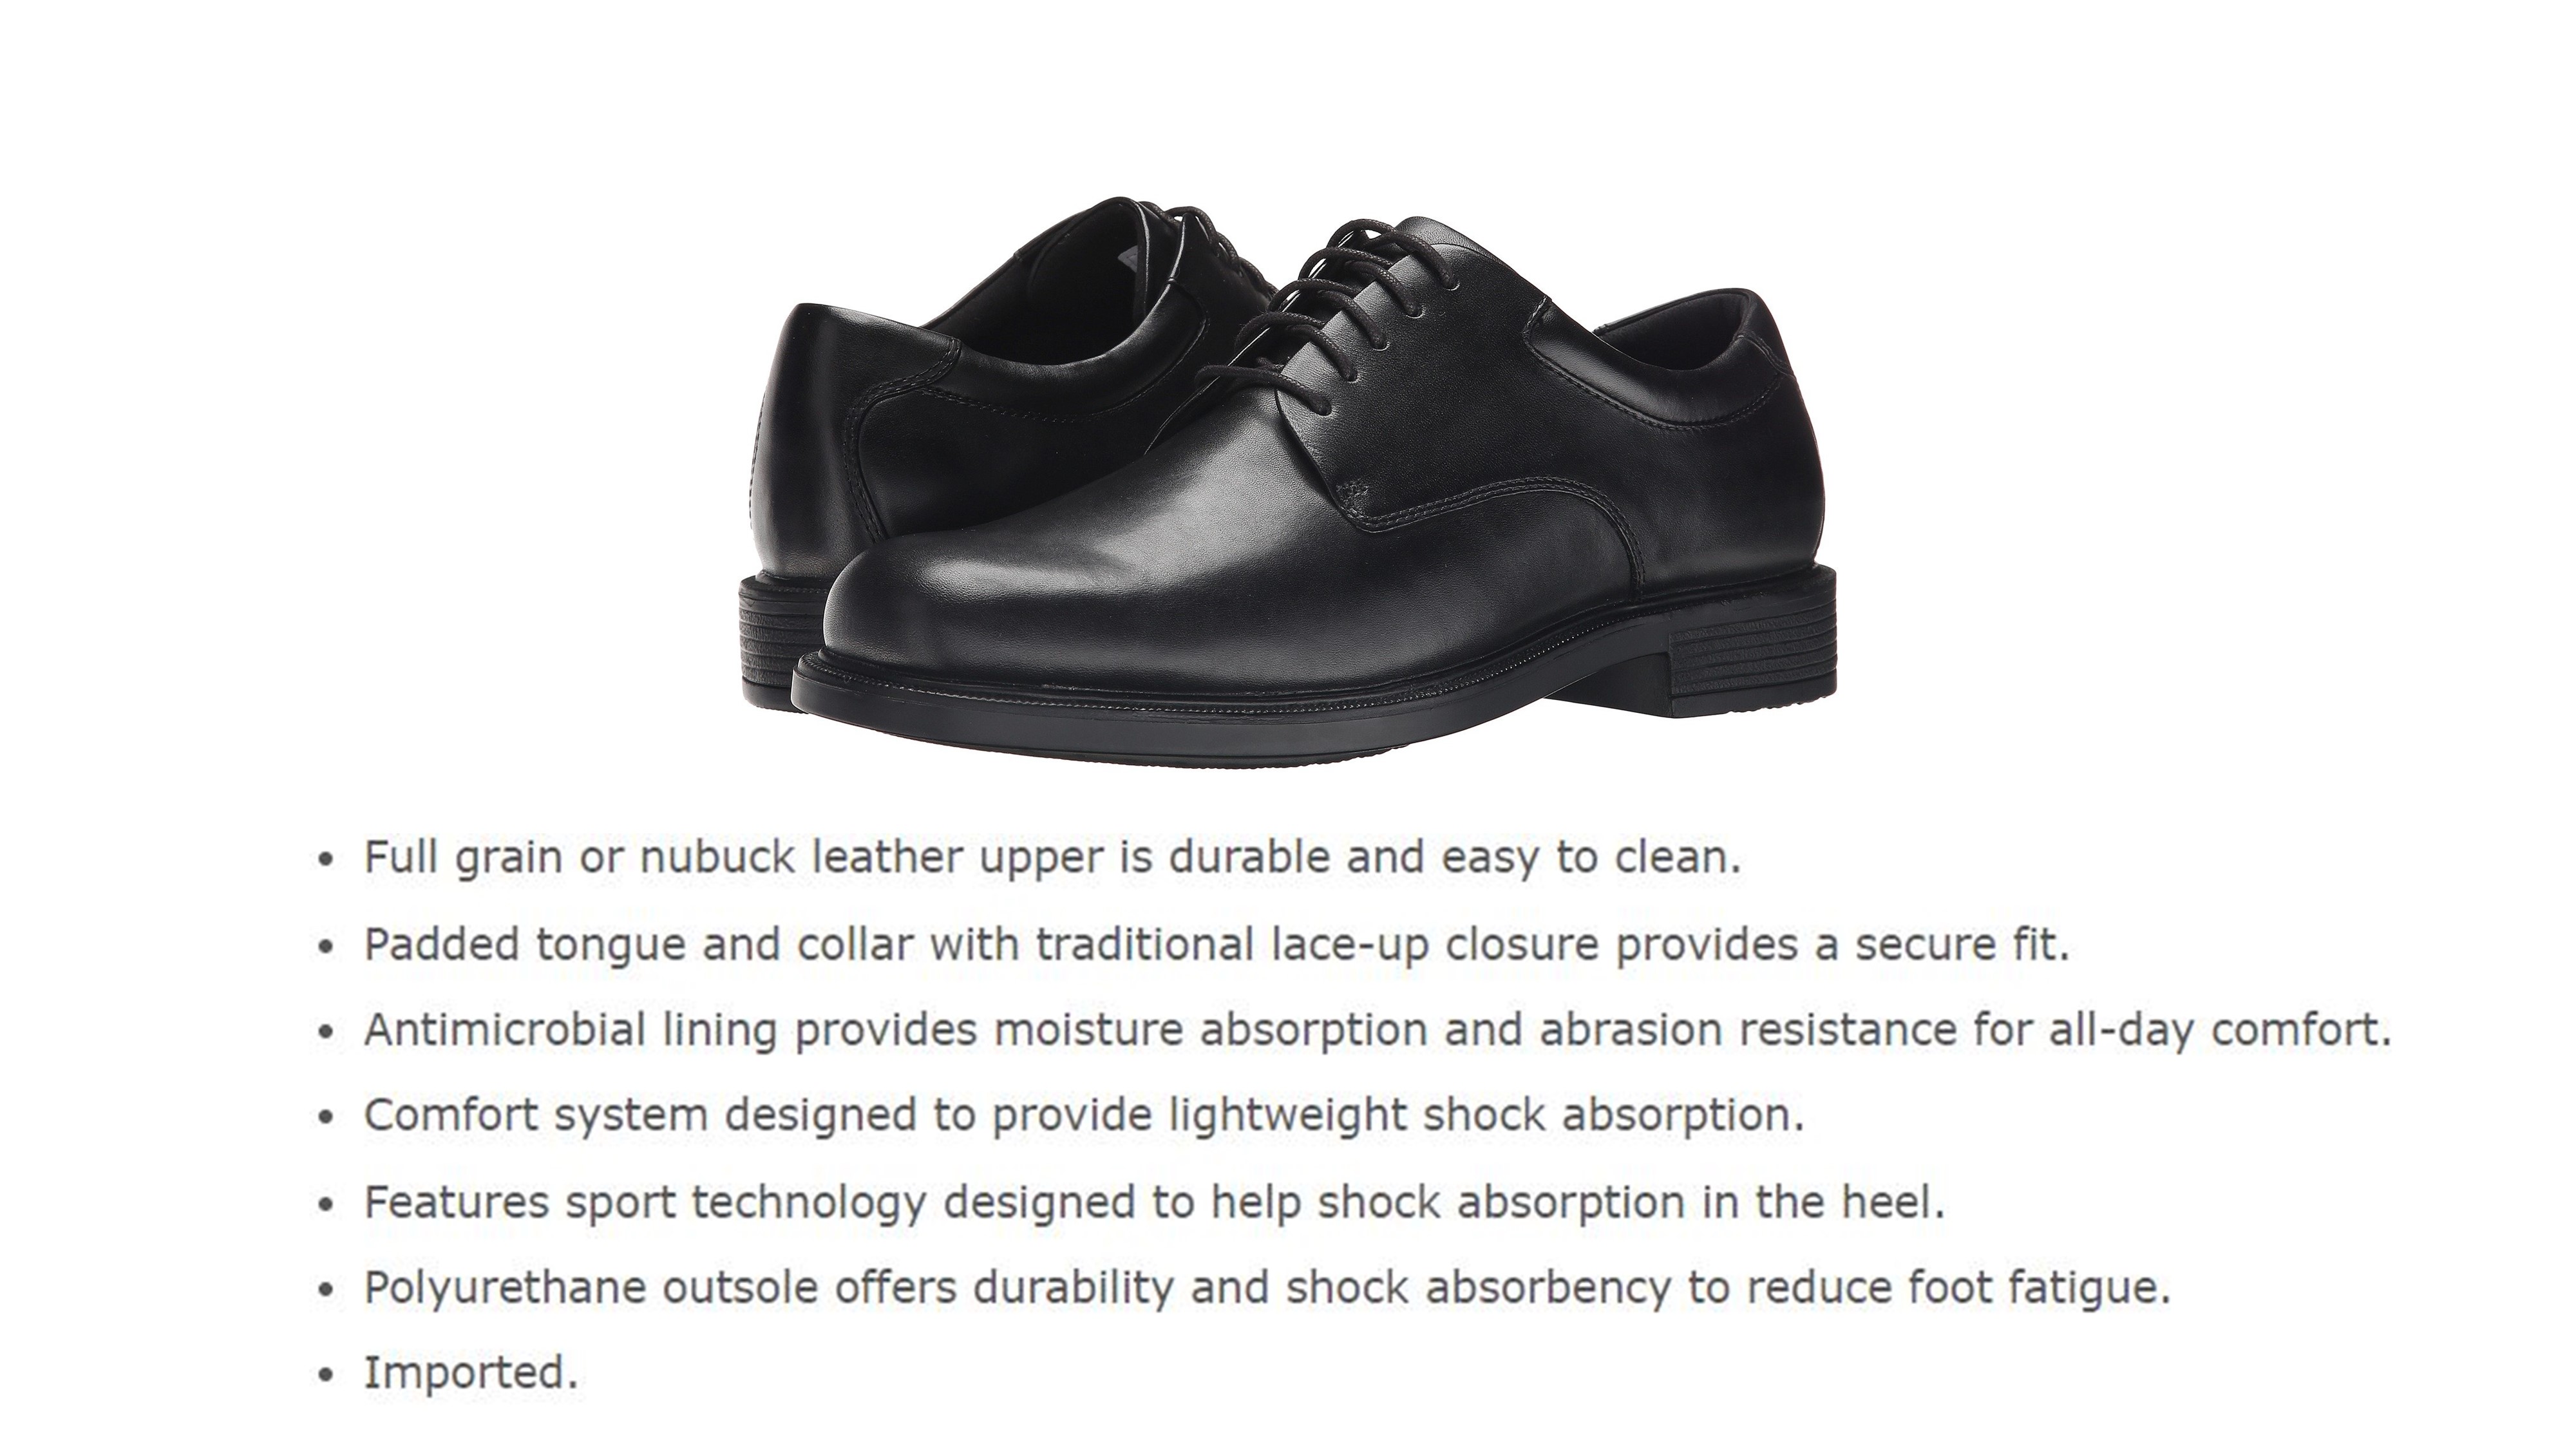 • Full grain or nubuck leather upper is durable and easy to clean.
• Padded tongue and collar with traditional lace-up closure provides a secure fit.
• Antimicrobial lining provides moisture absorption and abrasion resistance for all-day comfort.
• Comfort system designed to provide lightweight shock absorption.
• Features sport technology designed to help shock absorption in the heel.
• Polyurethane outsole offers durability and shock absorbency to reduce foot fatigue.
• Imported.